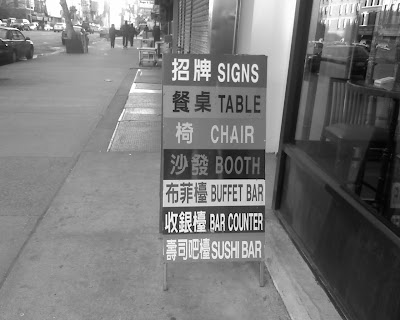 招牌 SIGNS
餐桌 TABLE
椅 CHAIR
沙發 BOOTH
布菲檯 BUFFET BAR
收銀檯 BAR COUNTER
壽司吧檯 SUSHI BAR